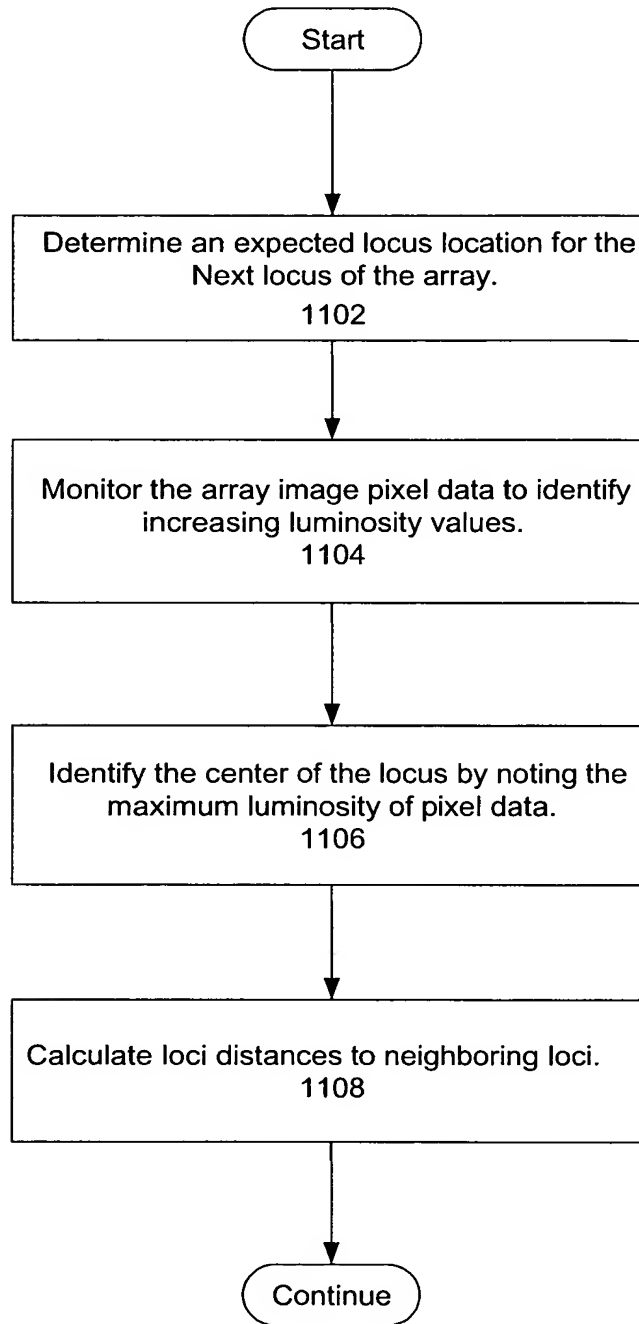 Start
Determine an expected locus location for the
Next locus of the array.
1102
Monitor the array image pixel data to identify
increasing luminosity values.
1104
Identify the center of the locus by noting the
maximum luminosity of pixel data.
1106
Calculate loci distances to neighboring loci.
1108
Continue